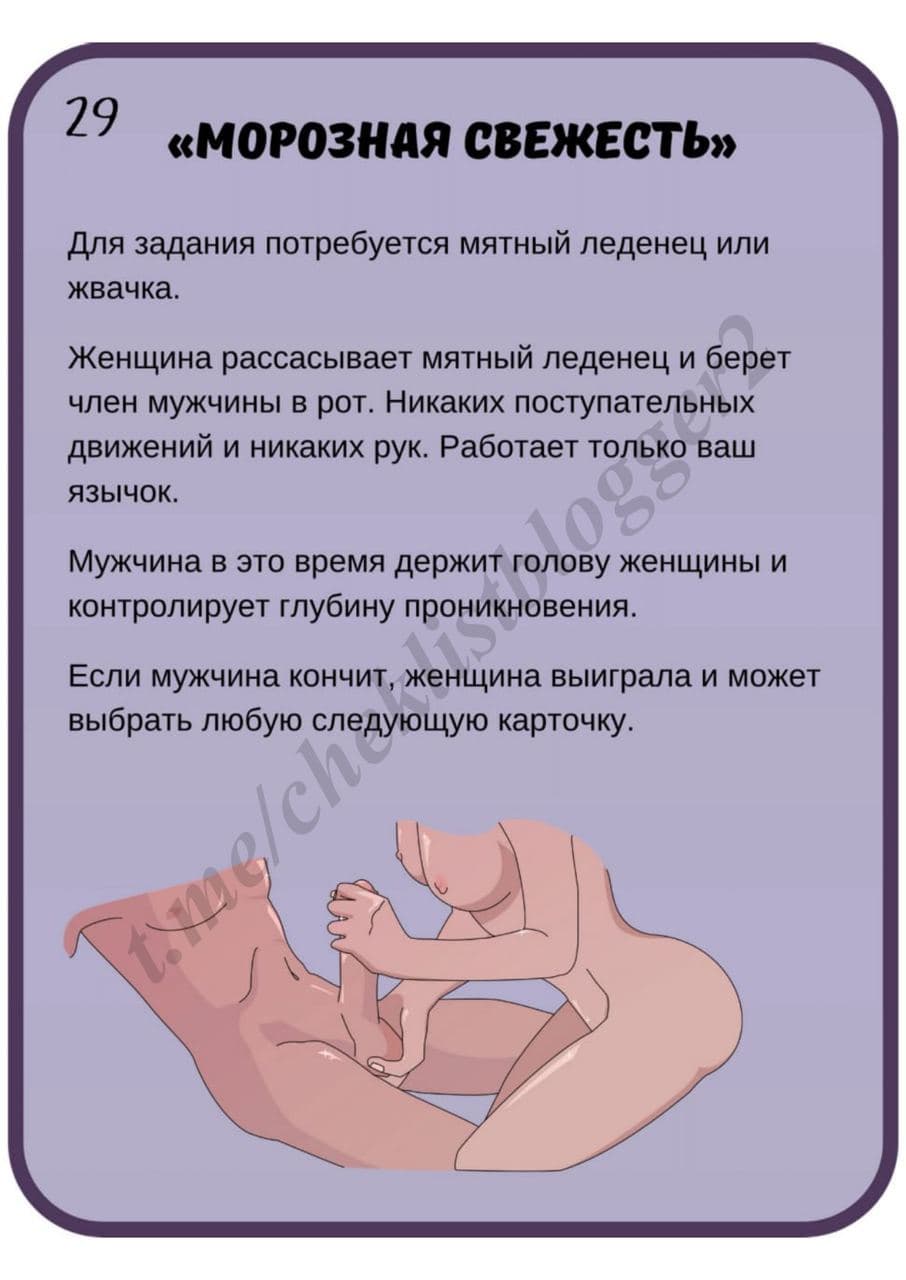 29
«МОРОЗНАЯ СВЕЖЕСТЬ»
Для задания потребуется мятный леденец или
жвачка.
Женщина рассасывает мятный леденец и берет
член мужчины в рот. Никаких поступательных
движений и никаких рук. Работает только ваш
язычок.
Мужчина в это время держит голову женщины и
контролирует глубину проникновения.
Если мужчина кончит, женщина выиграла и может
выбрать любую следующую карточку.
t.me/cheklistblogger2